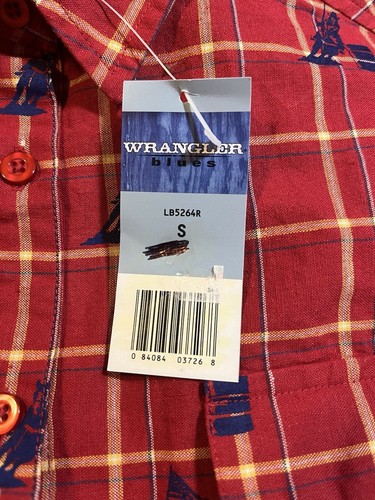 WRANGLER
blues
LB5264R
S
0 84084 03726 8